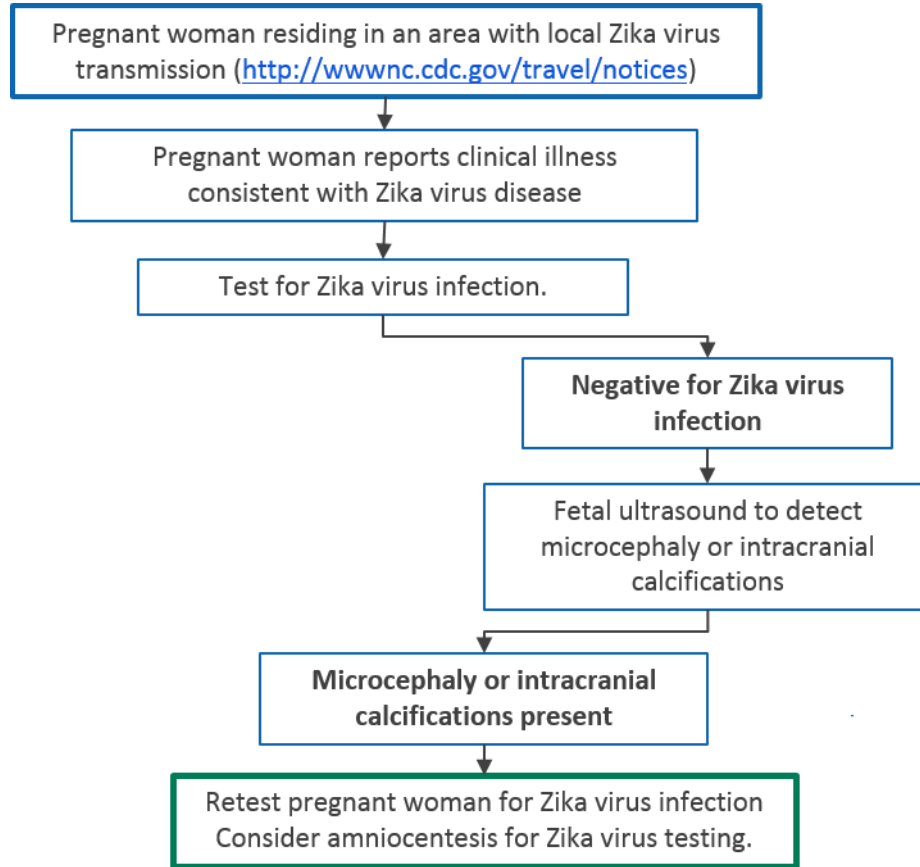 Pregnant woman residing in an area with local Zika virus
transmission (http://wwwnc.cdc.gov/travel/notices)
Pregnant woman reports clinical illness
consistent with Zika virus disease
Test for Zika virus infection.
Negative for Zika virus
infection
Fetal ultrasound to detect
microcephaly or intracranial
calcifications
Microcephaly or intracranial
calcifications present
Retest pregnant woman for Zika virus infection
Consider amniocentesis for Zika virus testing.